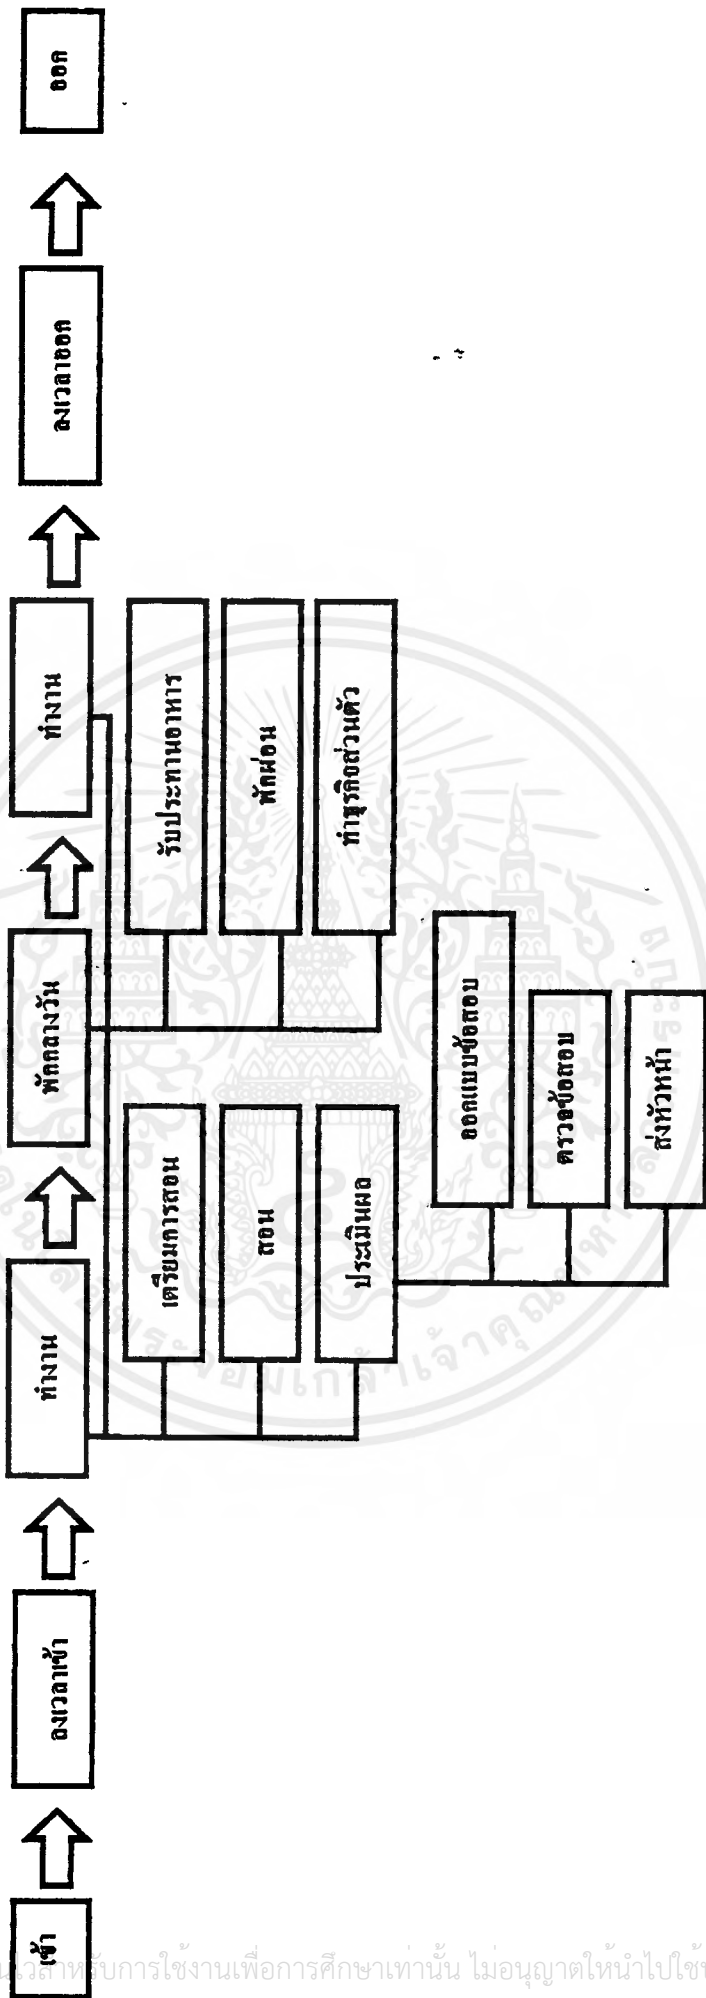 เข้า
ลงเวลาเข้า
ทำงาน
พักกลางวัน
ทำงาน
ลงเวลาออก
ออก
เตรียมการสอน
สอน
ประเมินผล
รับประทานอาหาร
พักผ่อน
ทำธุรกิจส่วนตัว
ออกแบบข้อสอบ
ตรวจข้อสอบ
ส่งหัวหน้า
สำหรับการใช้งานเพื่อการศึกษาเท่านั้น ไม่อนุญาตให้นำไปใช้